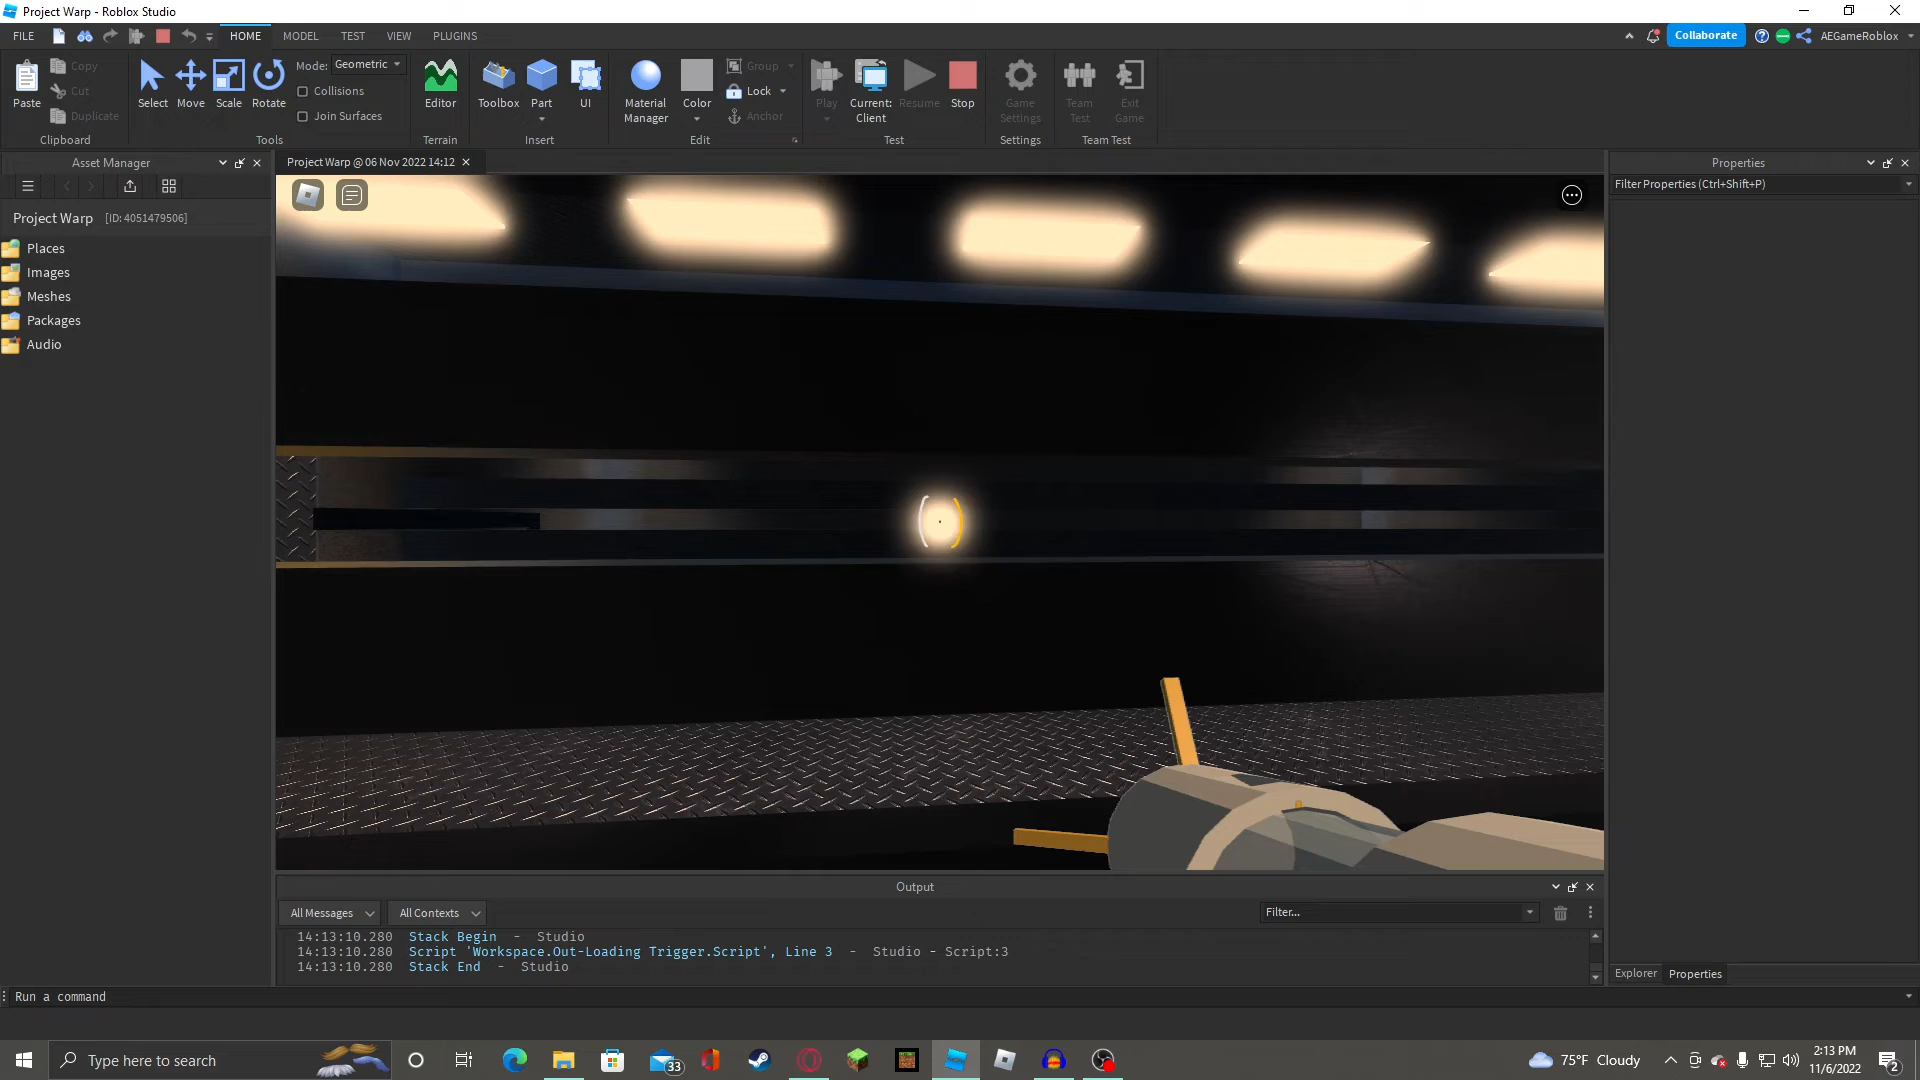 Project Warp - Roblox Studio
FILE HOME MODEL TEST VIEW PLUGINS Collaborate AEGameRoblox
Paste Copy Cut Duplicate Clipboard
Select Move Scale Rotate Mode: Geometric Collisions Join Surfaces Tools
Editor Terrain
Toolbox Part UI Insert
Material Manager Color Group Lock Anchor Edit
Play Current: Client Resume Stop Test
Game Settings Settings
Team Test Exit Game Team Test
Asset Manager
Project Warp @ 06 Nov 2022 14:12
Properties
Filter Properties (Ctrl+Shift+P)
Project Warp [ID: 4051479506]
Places
Images
Meshes
Packages
Audio
Output
All Messages All Contexts Filter...
14:13:10.280 Stack Begin - Studio
14:13:10.280 Script 'Workspace.Out-Loading Trigger.Script', Line 3 - Studio - Script:3
14:13:10.280 Stack End - Studio
Explorer Properties
Run a command
Type here to search
33
75°F Cloudy
2:13 PM
11/6/2022
2